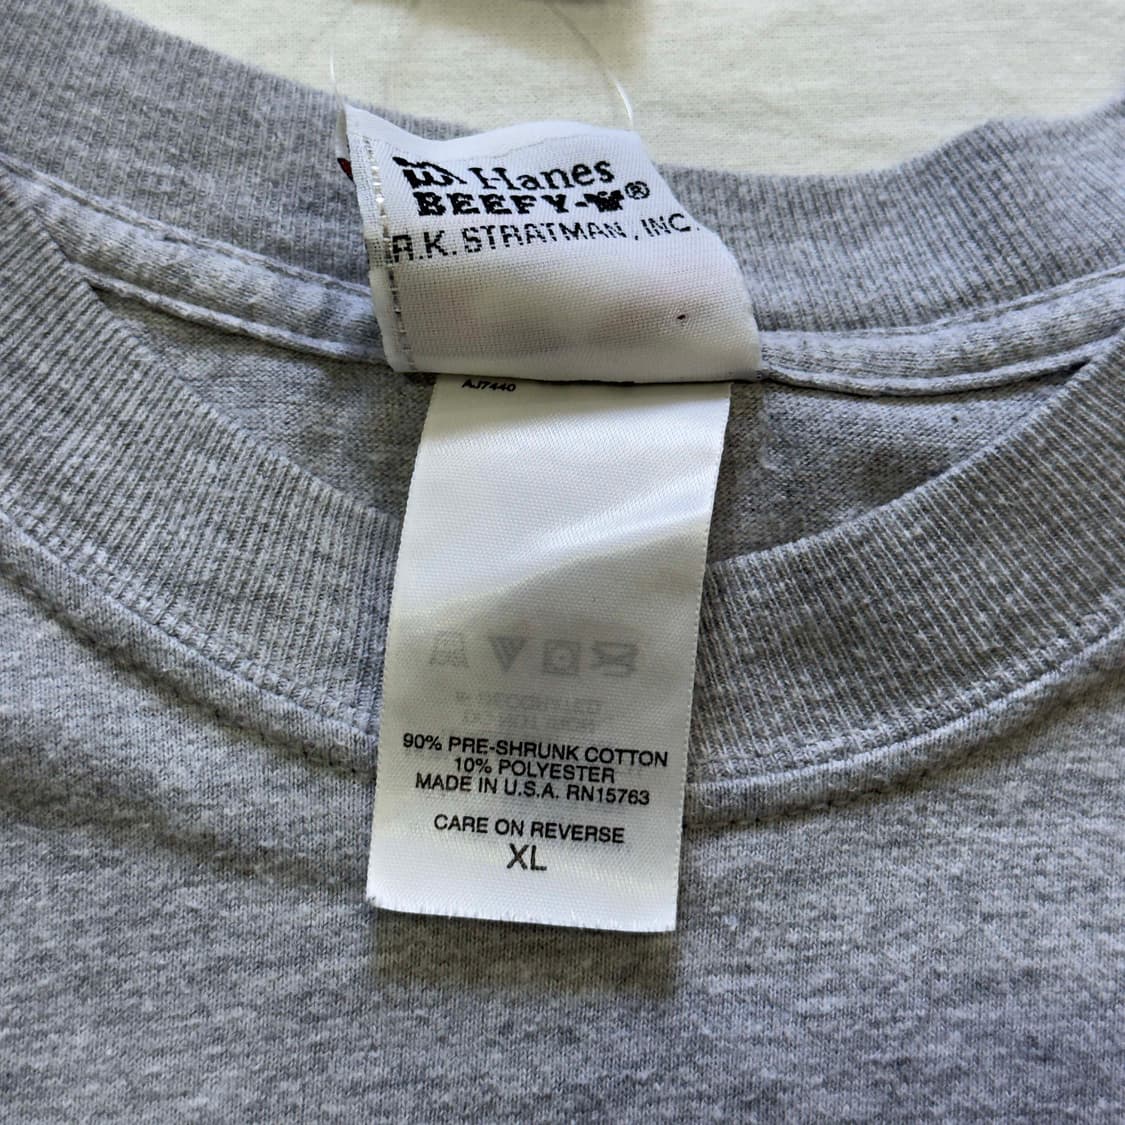 Hanes
BEEFY-T®
R.K. STRATMAN, INC.
AJ7440
90% PRE-SHRUNK COTTON
10% POLYESTER
MADE IN U.S.A. RN15763
CARE ON REVERSE
XL